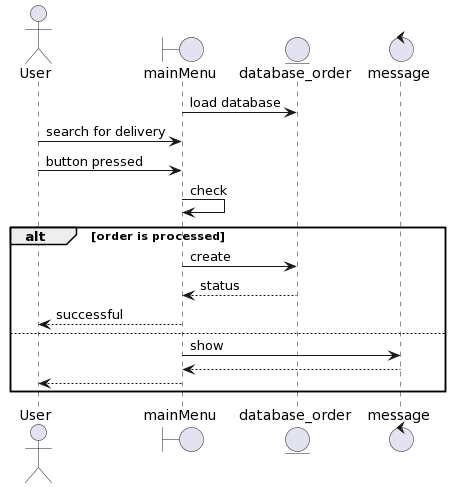 User
mainMenu
database_order
message
load database
search for delivery
button pressed
check
alt
[order is processed]
create
status
successful
show
User
mainMenu
database_order
message